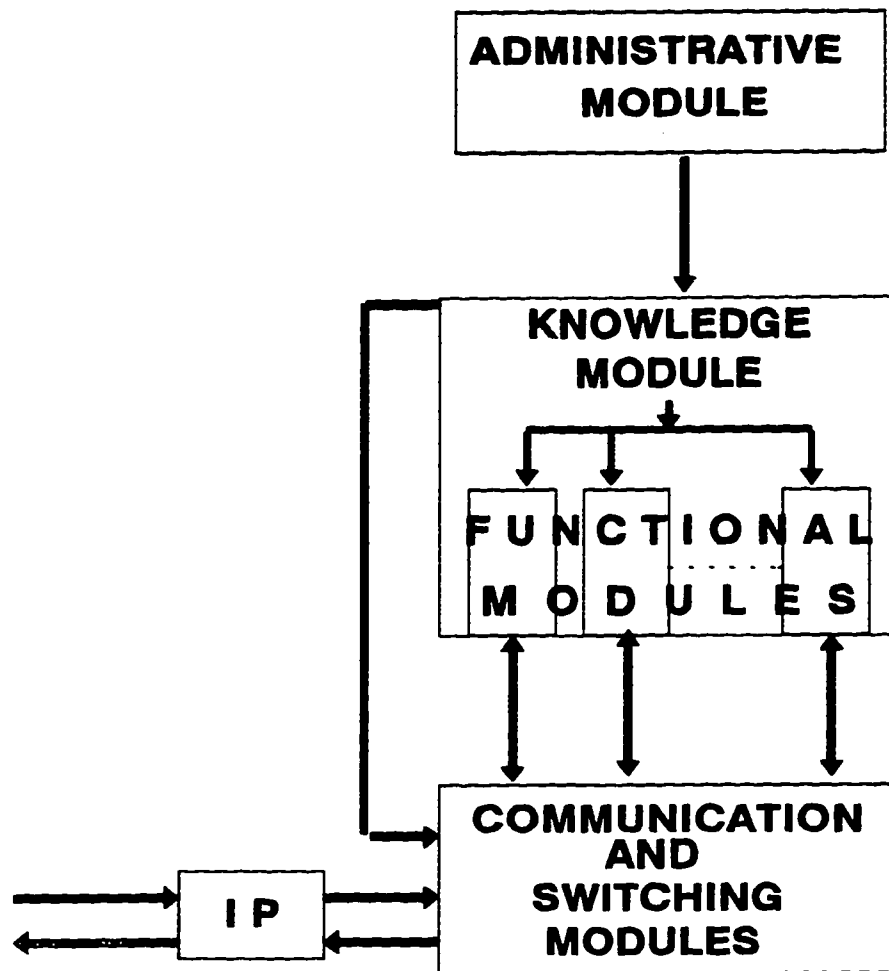 ADMINISTRATIVE
MODULE
KNOWLEDGE
MODULE
FUNCTIONAL
MODULES
COMMUNICATION
AND
SWITCHING
MODULES
IP